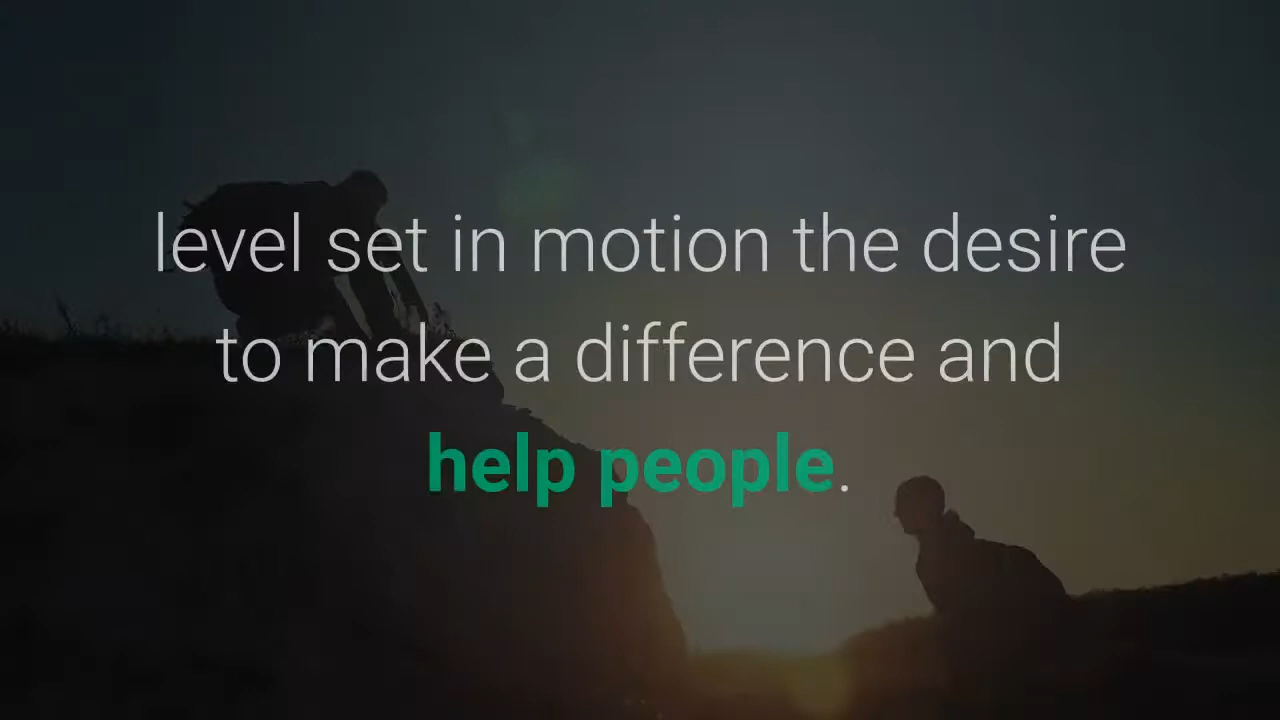 level set in motion the desire
to make a difference and
help people.